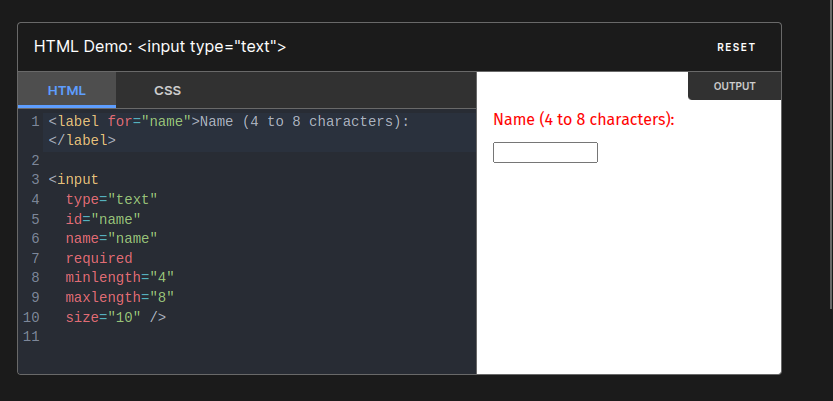 HTML Demo: <input type="text">
RESET
HTML
CSS
OUTPUT
1 <label for="name">Name (4 to 8 characters):
</label>
2
3 <input
4   type="text"
5   id="name"
6   name="name"
7   required
8   minlength="4"
9   maxlength="8"
10   size="10" />
11
Name (4 to 8 characters):